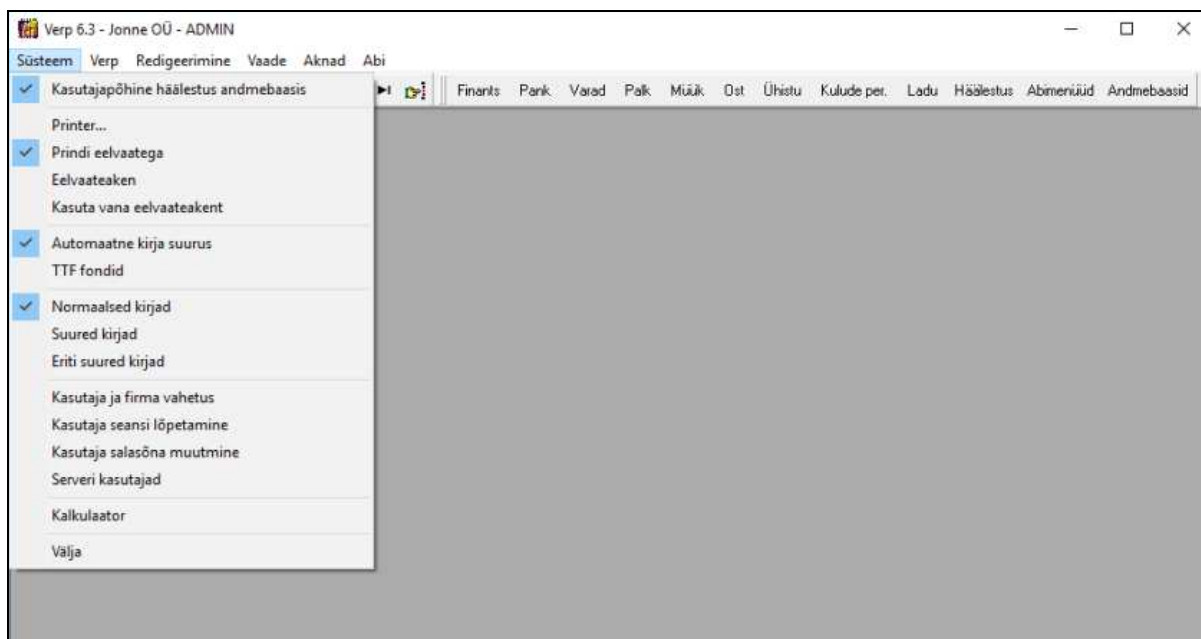 Verp 6.3 - Jonne OÜ - ADMIN
Süsteem Verp Redigeerimine Vaade Aknad Abi
Kasutajapõhine häälestus andmebaasis
Finants Pank Varad Palk Müük Ost Ühistu Kulude per. Ladu Häälestus Abimenüüd Andmebaasid
Printer...
Prindi eelvaatega
Eelvaateaken
Kasuta vana eelvaateakent
Automaatne kirja suurus
TTF fondid
Normaalsed kirjad
Suured kirjad
Eriti suured kirjad
Kasutaja ja firma vahetus
Kasutaja seansi lõpetamine
Kasutaja salasõna muutmine
Serveri kasutajad
Kalkulaator
Välja